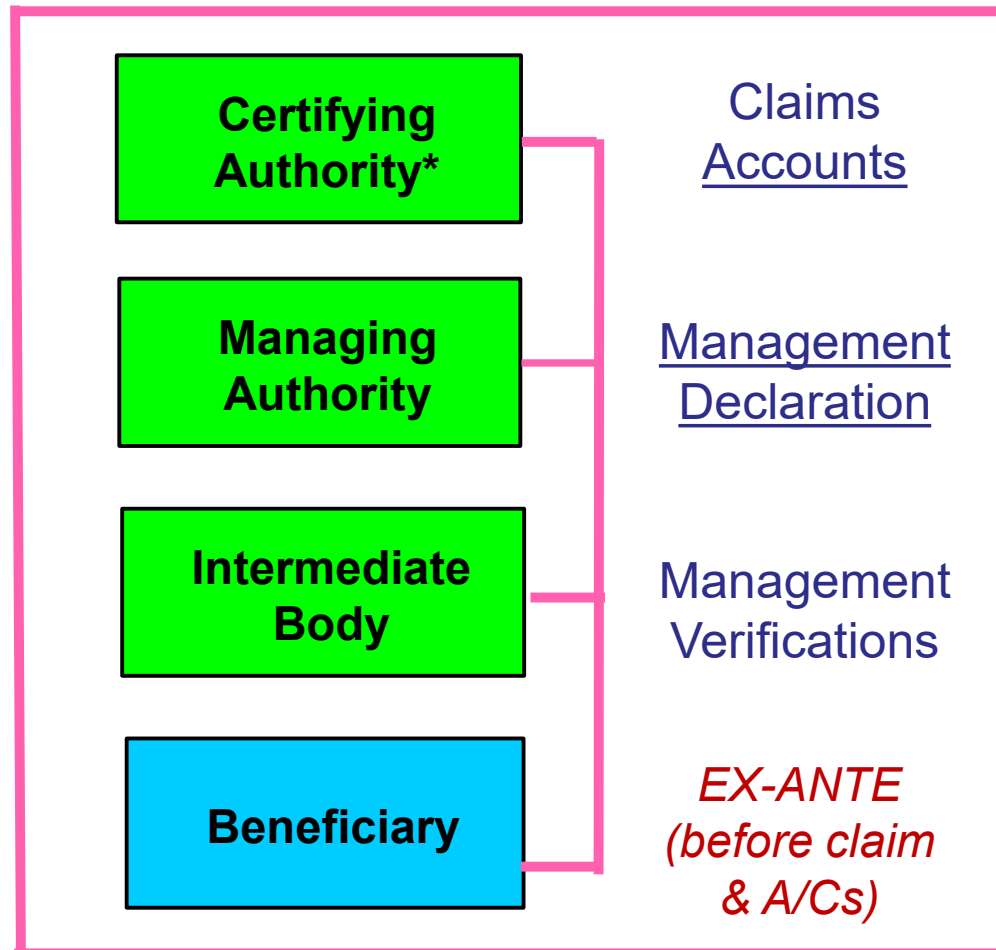 Certifying
Authority*
Claims
Accounts
Managing
Authority
Management
Declaration
Intermediate
Body
Management
Verifications
Beneficiary
EX-ANTE
(before claim
& A/Cs)